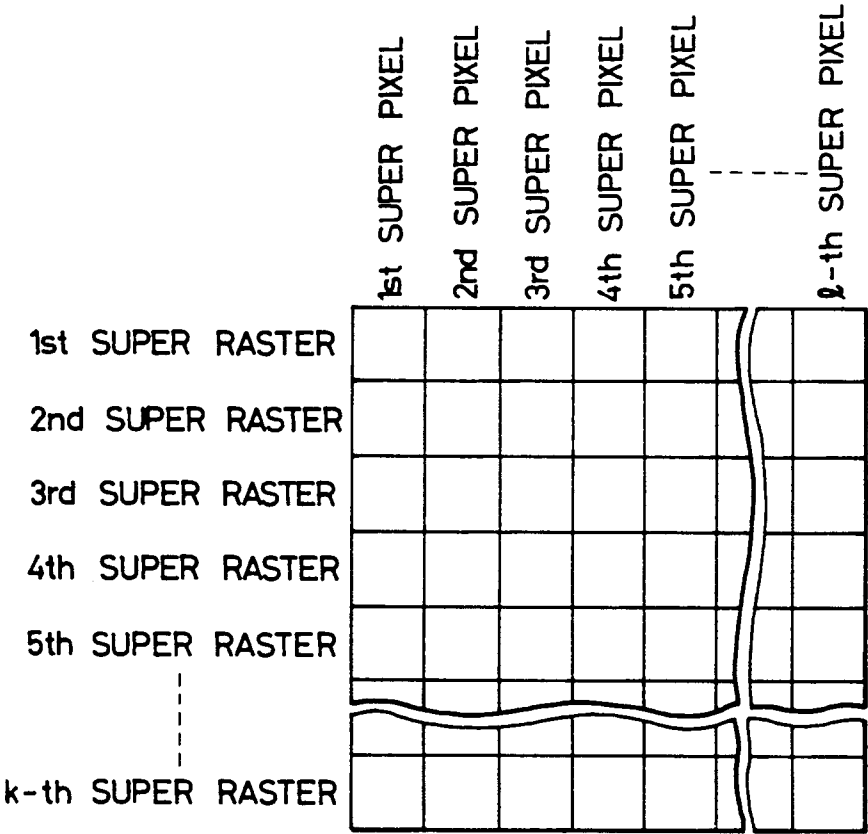 1st SUPER PIXEL
2nd SUPER PIXEL
3rd SUPER PIXEL
4th SUPER PIXEL
5th SUPER PIXEL
ℓ-th SUPER PIXEL
1st SUPER RASTER
2nd SUPER RASTER
3rd SUPER RASTER
4th SUPER RASTER
5th SUPER RASTER
k-th SUPER RASTER